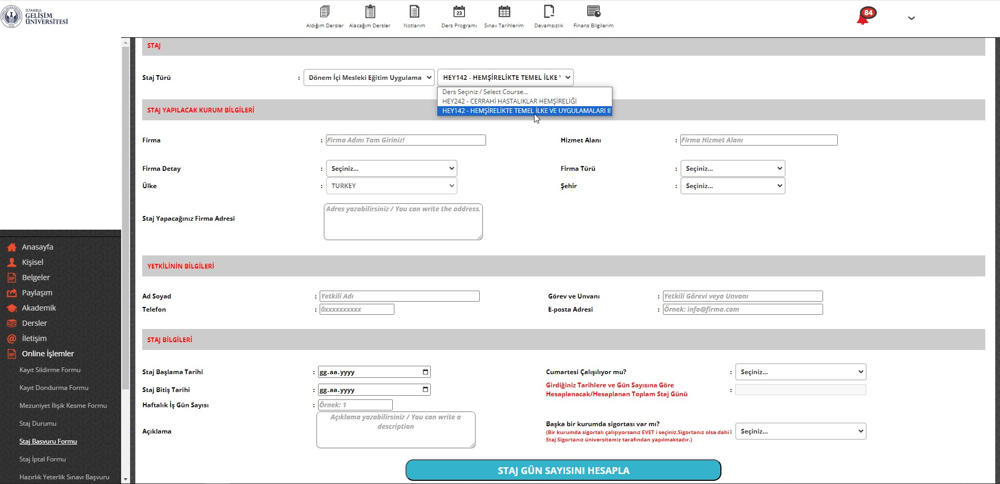 İSTANBUL
GELİŞİM
ÜNİVERSİTESİ
Aldığım Dersler
Alacağım Dersler
Notlarım
23
Ders Programı
Sınav Tarihlerim
Devamsızlık
Finans Bilgilerim
84
STAJ
Staj Türü : Dönem İçi Mesleki Eğitim Uygulama HEY142 - HEMŞİRELİKTE TEMEL İLKE
Ders Seçiniz / Select Course...
HEY242 - CERRAHİ HASTALIKLAR HEMŞİRELİĞİ
HEY142 - HEMŞİRELİKTE TEMEL İLKE VE UYGULAMALARI II
STAJ YAPILACAK KURUM BİLGİLERİ
Firma : Firma Adını Tam Giriniz!
Hizmet Alanı : Firma Hizmet Alanı
Firma Detay : Seçiniz...
Firma Türü : Seçiniz...
Ülke : TURKEY
Şehir : Seçiniz...
Staj Yapacağınız Firma Adresi
Adres yazabilirsiniz / You can write the address.
YETKİLİNİN BİLGİLERİ
Ad Soyad : Yetkili Adı
Görev ve Unvanı : Yetkili Görevi veya Unvanı
Telefon : 0xxxxxxxxxx
E-posta Adresi : Örnek: info@firma.com
STAJ BİLGİLERİ
Staj Başlama Tarihi : gg.aa.yyyy
Cumartesi Çalışılıyor mu? : Seçiniz...
Staj Bitiş Tarihi : gg.aa.yyyy
Girdiğiniz Tarihlere ve Gün Sayısına Göre
Hesaplanacak/Hesaplanan Toplam Staj Günü :
Haftalık İş Gün Sayısı : Örnek: 1
Açıklama
Açıklama yazabilirsiniz / You can write a
description
Başka bir kurumda sigortası var mı?
(Bir kurumda sigortalı çalışıyorsanız EVET i seçiniz.Sigortanız olsa dahi
Staj Sigortanız üniversitemiz tarafından yapılmaktadır.)
: Seçiniz...
STAJ GÜN SAYISINI HESAPLA
Anasayfa
Kişisel
Belgeler
Paylaşım
Akademik
Dersler
İletişim
Online İşlemler
Kayıt Sildirme Formu
Kayıt Dondurma Formu
Mezuniyet İlişik Kesme Formu
Staj Durumu
Staj Basvuru Formu
Staj İptal Formu
Hazırlık Yeterlik Sınavı Başvuru